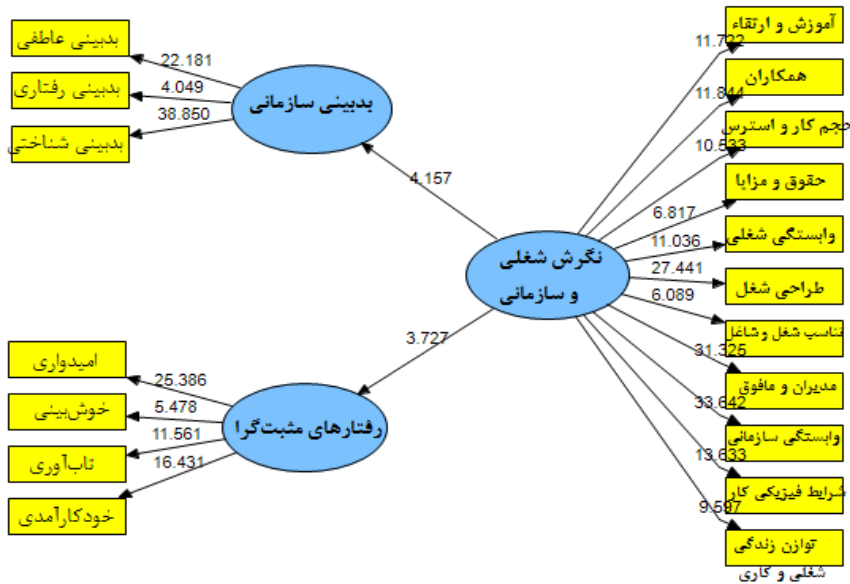 آموزش و ارتقاء
11.722
همکاران
11.844
حجم کار و استرس
10.533
حقوق و مزایا
6.817
وابستگی شغلی
11.036
طراحی شغل
27.441
تناسب شغل وشاغل
6.089
مدیران و مافوق
31.325
وابستگی سازمانی
33.642
شرایط فیزیکی کار
13.633
توازن زندگی
شغلی و کاری
9.597
نگرش شغلی
و سازمانی
4.157
3.727
بدبینی سازمانی
22.181
4.049
38.850
بدبینی عاطفی
بدبینی رفتاری
بدبینی شناختی
رفتارهای مثبت‌گرا
25.386
5.478
11.561
16.431
امیدواری
خوش‌بینی
تاب‌آوری
خودکارآمدی